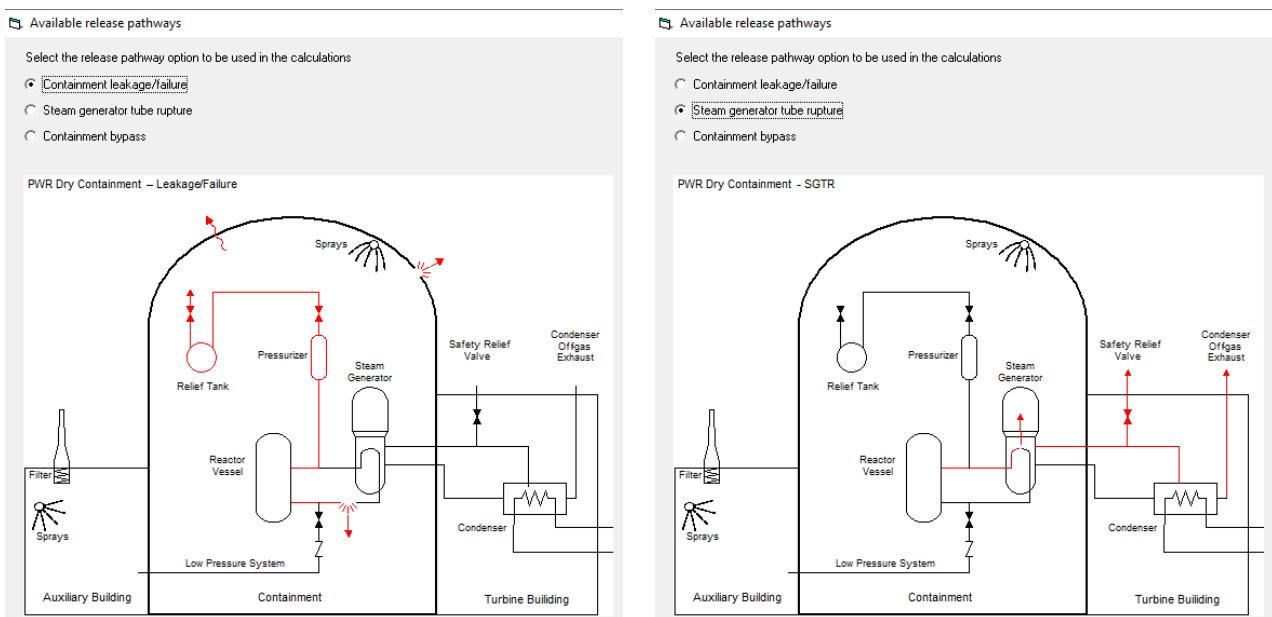 Available release pathways
Select the release pathway option to be used in the calculations
Containment leakage/failure
Steam generator tube rupture
Containment bypass
PWR Dry Containment – Leakage/Failure
Sprays
Safety Relief
Valve
Condenser
Offgas
Exhaust
Pressurizer
Steam
Generator
Relief Tank
Reactor
Vessel
Filter
Sprays
Condenser
Low Pressure System
Auxiliary Building
Containment
Turbine Builiding
Available release pathways
Select the release pathway option to be used in the calculations
Containment leakage/failure
Steam generator tube rupture
Containment bypass
PWR Dry Containment - SGTR
Sprays
Safety Relief
Valve
Condenser
Offgas
Exhaust
Pressurizer
Steam
Generator
Relief Tank
Reactor
Vessel
Filter
Sprays
Condenser
Low Pressure System
Auxiliary Building
Containment
Turbine Builiding